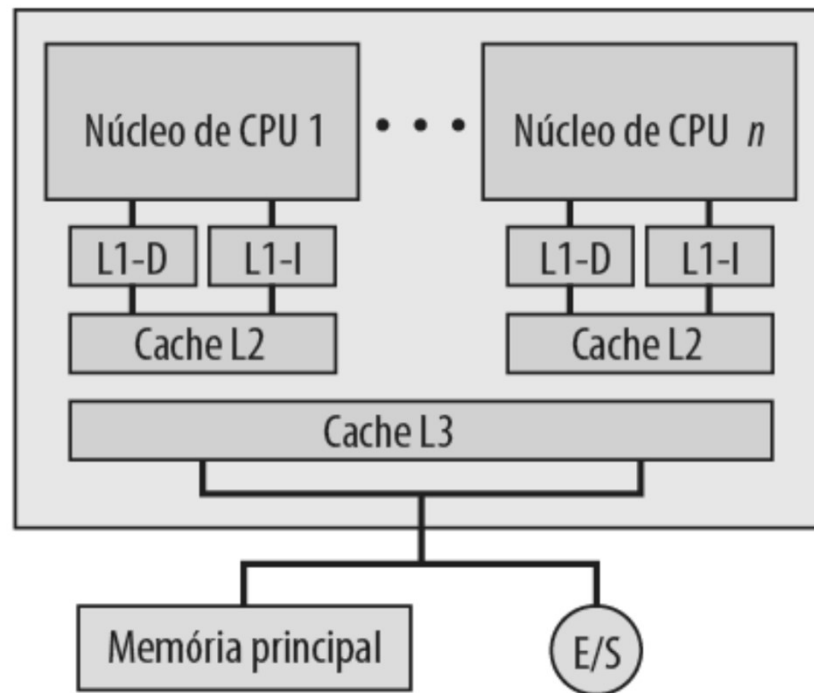 Núcleo de CPU 1
Núcleo de CPU n
L1-D
L1-I
L1-D
L1-I
Cache L2
Cache L2
Cache L3
Memória principal
E/S